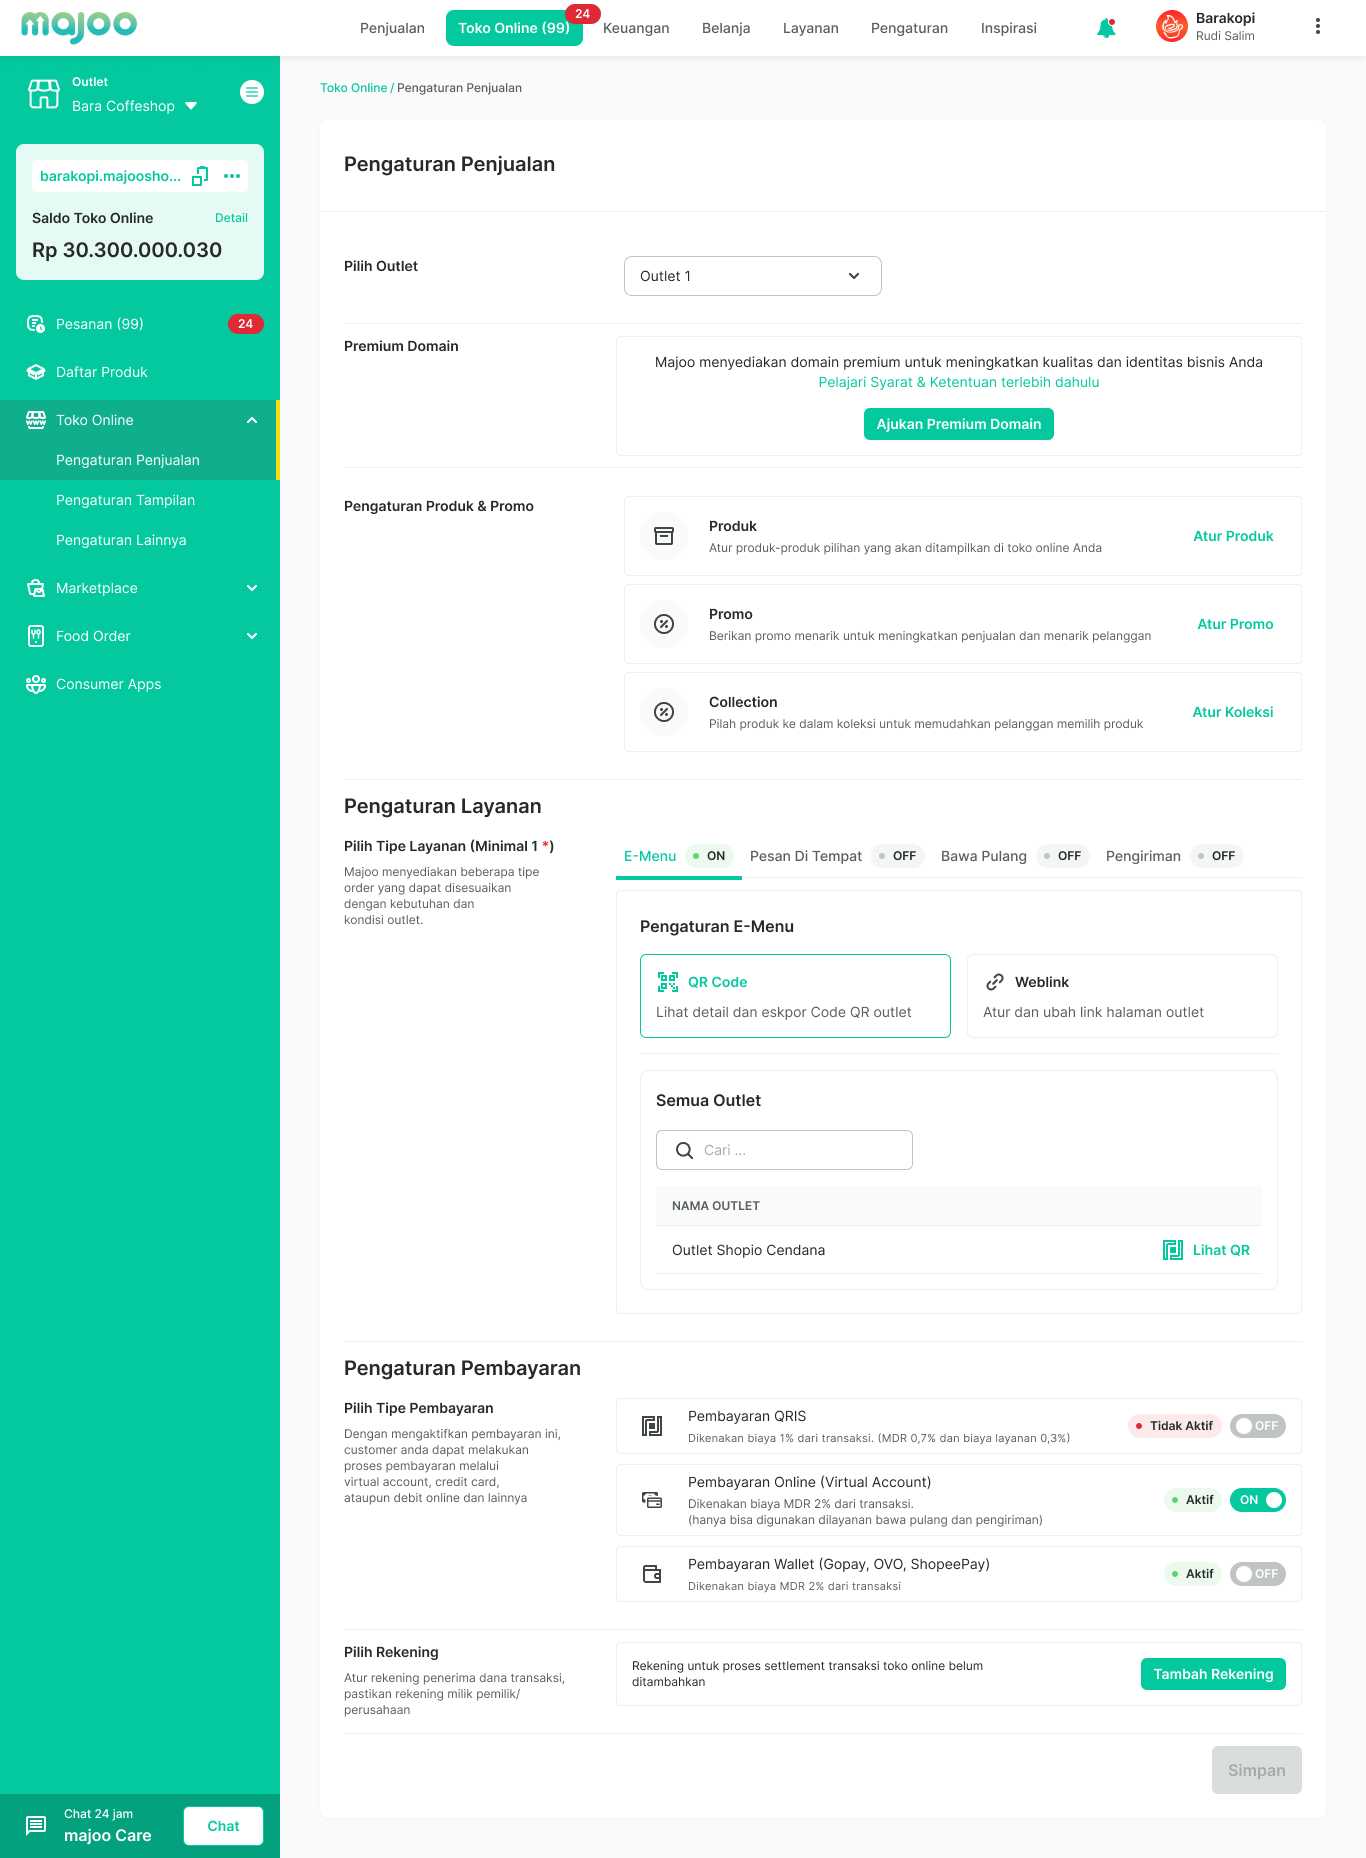 majoo
Penjualan
Toko Online (99)
24
Keuangan
Belanja
Layanan
Pengaturan
Inspirasi
Barakopi
Rudi Salim
Outlet
Bara Coffeshop
barakopi.majoosho...
Saldo Toko Online
Detail
Rp 30.300.000.030
Pesanan (99)
24
Daftar Produk
Toko Online
Pengaturan Penjualan
Pengaturan Tampilan
Pengaturan Lainnya
Marketplace
Food Order
Consumer Apps
Chat 24 jam
majoo Care
Chat
Toko Online / Pengaturan Penjualan
Pengaturan Penjualan
Pilih Outlet
Outlet 1
Premium Domain
Majoo menyediakan domain premium untuk meningkatkan kualitas dan identitas bisnis Anda
Pelajari Syarat & Ketentuan terlebih dahulu
Ajukan Premium Domain
Pengaturan Produk & Promo
Produk
Atur produk-produk pilihan yang akan ditampilkan di toko online Anda
Atur Produk
Promo
Berikan promo menarik untuk meningkatkan penjualan dan menarik pelanggan
Atur Promo
Collection
Pilah produk ke dalam koleksi untuk memudahkan pelanggan memilih produk
Atur Koleksi
Pengaturan Layanan
Pilih Tipe Layanan (Minimal 1 *)
Majoo menyediakan beberapa tipe
order yang dapat disesuaikan
dengan kebutuhan dan
kondisi outlet.
E-Menu
ON
Pesan Di Tempat
OFF
Bawa Pulang
OFF
Pengiriman
OFF
Pengaturan E-Menu
QR Code
Lihat detail dan eskpor Code QR outlet
Weblink
Atur dan ubah link halaman outlet
Semua Outlet
Cari ...
NAMA OUTLET
Outlet Shopio Cendana
Lihat QR
Pengaturan Pembayaran
Pilih Tipe Pembayaran
Dengan mengaktifkan pembayaran ini,
customer anda dapat melakukan
proses pembayaran melalui
virtual account, credit card,
ataupun debit online dan lainnya
Pembayaran QRIS
Dikenakan biaya 1% dari transaksi. (MDR 0,7% dan biaya layanan 0,3%)
Tidak Aktif
OFF
Pembayaran Online (Virtual Account)
Dikenakan biaya MDR 2% dari transaksi.
(hanya bisa digunakan dilayanan bawa pulang dan pengiriman)
Aktif
ON
Pembayaran Wallet (Gopay, OVO, ShopeePay)
Dikenakan biaya MDR 2% dari transaksi
Aktif
OFF
Pilih Rekening
Atur rekening penerima dana transaksi,
pastikan rekening milik pemilik/
perusahaan
Rekening untuk proses settlement transaksi toko online belum
ditambahkan
Tambah Rekening
Simpan